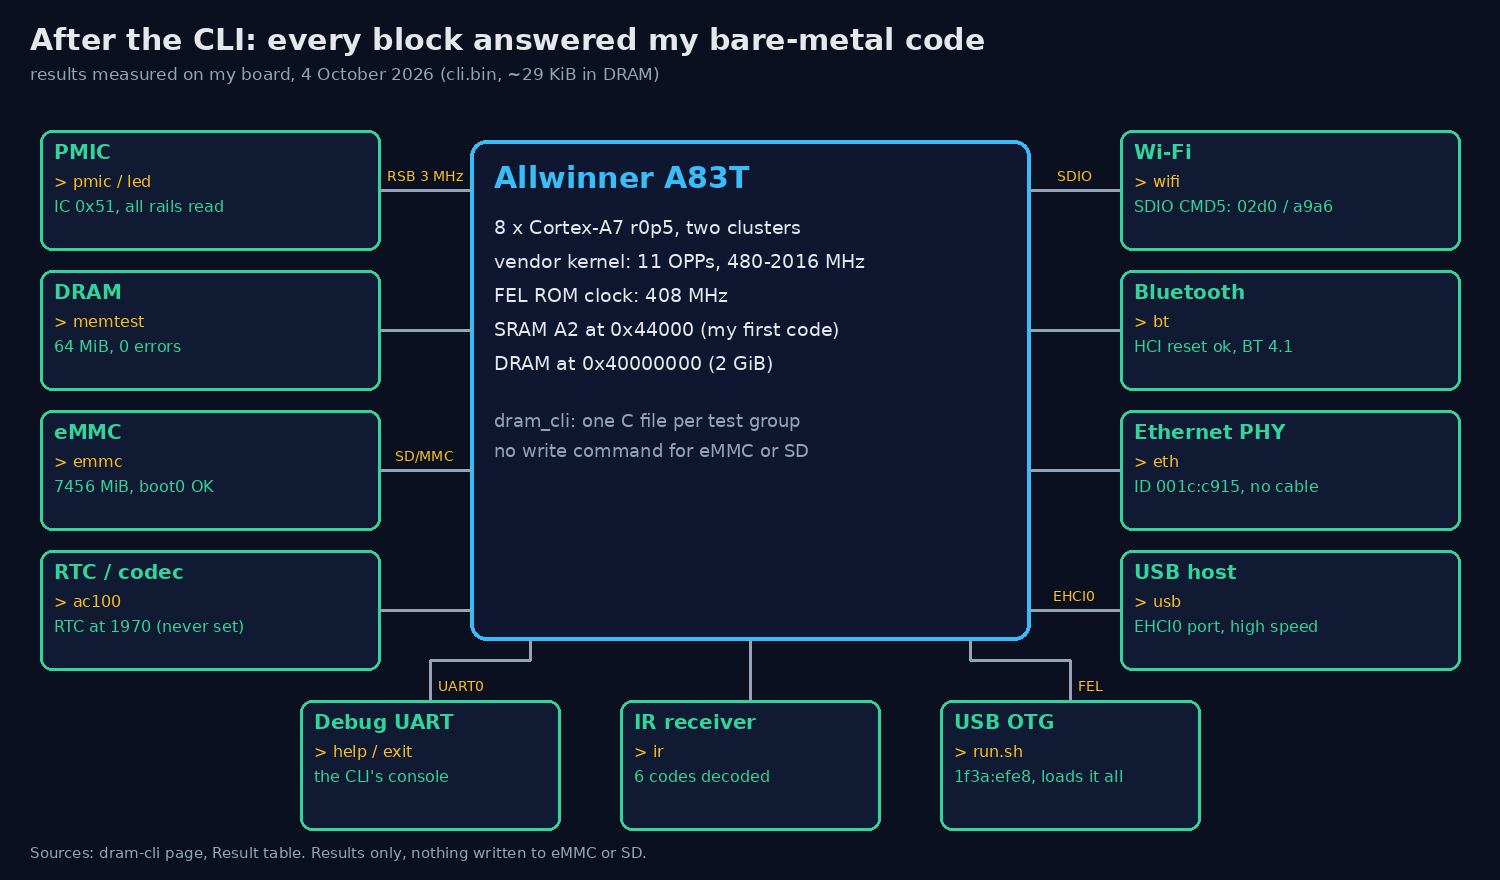 After the CLI: every block answered my bare-metal code
results measured on my board, 4 October 2026 (cli.bin, ~29 KiB in DRAM)
PMIC
> pmic / led
IC 0x51, all rails read
RSB 3 MHz
DRAM
> memtest
64 MiB, 0 errors
eMMC
> emmc
7456 MiB, boot0 OK
SD/MMC
RTC / codec
> ac100
RTC at 1970 (never set)
Allwinner A83T
8 x Cortex-A7 r0p5, two clusters
vendor kernel: 11 OPPs, 480-2016 MHz
FEL ROM clock: 408 MHz
SRAM A2 at 0x44000 (my first code)
DRAM at 0x40000000 (2 GiB)
dram_cli: one C file per test group
no write command for eMMC or SD
SDIO
Wi-Fi
> wifi
SDIO CMD5: 02d0 / a9a6
Bluetooth
> bt
HCI reset ok, BT 4.1
Ethernet PHY
> eth
ID 001c:c915, no cable
EHCI0
USB host
> usb
EHCI0 port, high speed
UART0
Debug UART
> help / exit
the CLI's console
IR receiver
> ir
6 codes decoded
FEL
USB OTG
> run.sh
1f3a:efe8, loads it all
Sources: dram-cli page, Result table. Results only, nothing written to eMMC or SD.